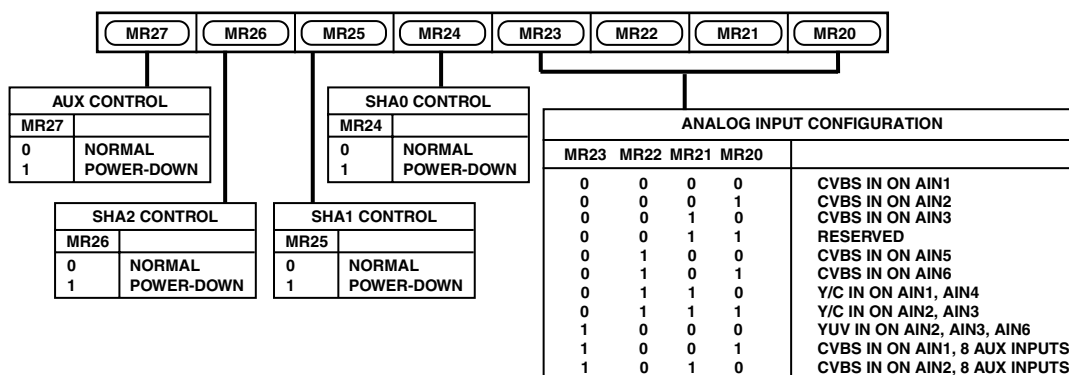 MR27 MR26 MR25 MR24 MR23 MR22 MR21 MR20
AUX CONTROL
MR27
0 NORMAL
1 POWER-DOWN
SHA0 CONTROL
MR24
0 NORMAL
1 POWER-DOWN
SHA2 CONTROL
MR26
0 NORMAL
1 POWER-DOWN
SHA1 CONTROL
MR25
0 NORMAL
1 POWER-DOWN
ANALOG INPUT CONFIGURATION
MR23 MR22 MR21 MR20
0 0 0 0 CVBS IN ON AIN1
0 0 0 1 CVBS IN ON AIN2
0 0 1 0 CVBS IN ON AIN3
0 0 1 1 RESERVED
0 1 0 0 CVBS IN ON AIN5
0 1 0 1 CVBS IN ON AIN6
0 1 1 0 Y/C IN ON AIN1, AIN4
0 1 1 1 Y/C IN ON AIN2, AIN3
1 0 0 0 YUV IN ON AIN2, AIN3, AIN6
1 0 0 1 CVBS IN ON AIN1, 8 AUX INPUTS
1 0 1 0 CVBS IN ON AIN2, 8 AUX INPUTS